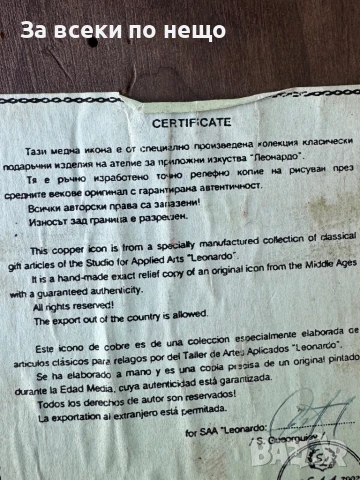 За всеки по нещо
CERTIFICATE
Тази медна икона е от специално произведена колекция класически
подаръчни изделия на ателие за приложни изкуства "Леонардо".
Тя е ръчно изработено точно релефно копие на рисуван през
средните векове оригинал с гарантирана автентичност.
Всички авторски права са запазени!
Износът зад граница е разрешен.
This copper icon is from a specially manufactured collection of classical
gift articles of the Studio for Applied Arts "Leonardo".
It is a hand-made exact relief copy of an original icon from the Middle Ages
with a guaranteed authenticity.
All rights reserved!
The export out of the country is allowed.
Este icono de cobre es de una coleccion especialmente elaborada de
articulos clásicos para relagos por del Taller de Artes Aplicados "Leonardo".
Se ha elaborado a mano y es una copia precisa de un original pintado
durante la Edad Media, cuya autenticidad está garantizada.
Todos los derechos de autor son reservados!
La exportation al extranjero está permitada.
for SAA "Leonardo:
/ S. Gueorguiev /
bazar